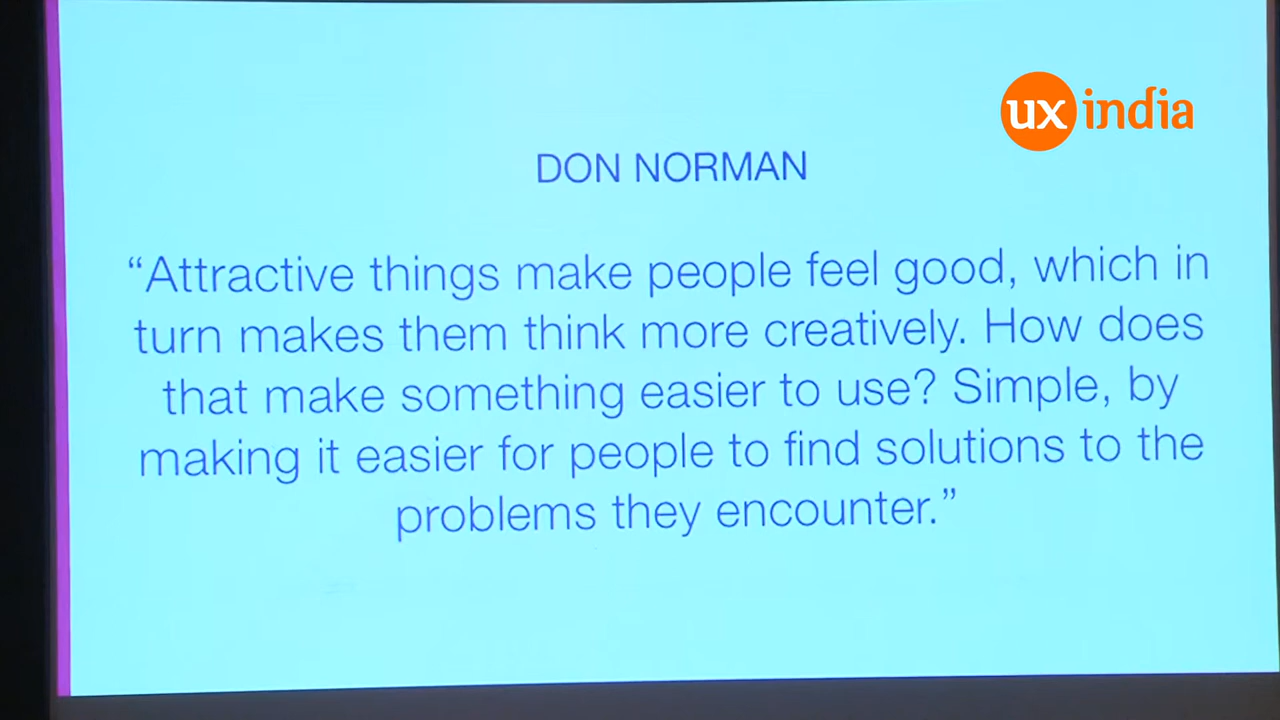 ux india
DON NORMAN
“Attractive things make people feel good, which in
turn makes them think more creatively. How does
that make something easier to use? Simple, by
making it easier for people to find solutions to the
problems they encounter.”